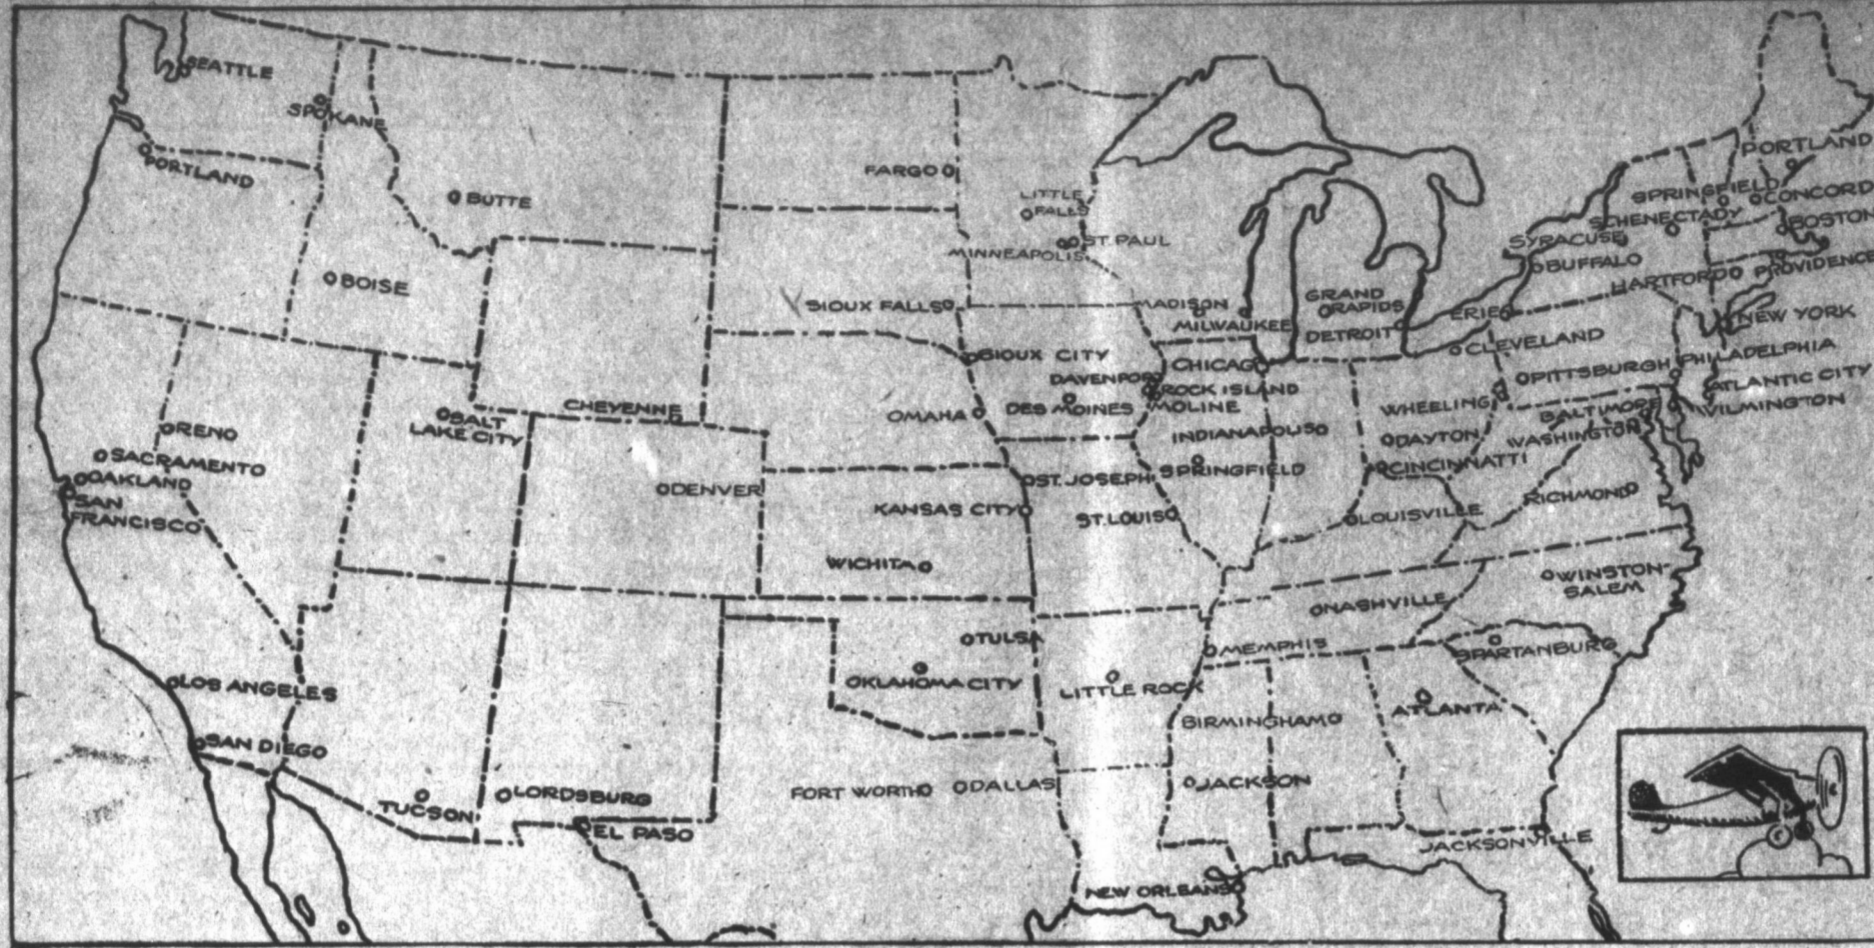 SEATTLE
SPOKANE
PORTLAND
BUTTE
BOISE
FARGO
LITTLE
FALLS
ST. PAUL
MINNEAPOLIS
SIOUX FALLS
SIOUX CITY
MADISON
MILWAUKEE
GRAND
RAPIDS
DETROIT
CHICAGO
DAVENPORT
ROCK ISLAND
MOLINE
DES MOINES
OMAHA
CHEYENNE
SALT
LAKE CITY
RENO
SACRAMENTO
OAKLAND
SAN
FRANCISCO
DENVER
ST. JOSEPH
KANSAS CITY
ST. LOUIS
SPRINGFIELD
INDIANAPOLIS
WICHITA
TULSA
OKLAHOMA CITY
LITTLE ROCK
LOS ANGELES
SAN DIEGO
TUCSON
LORDSBURG
EL PASO
FORT WORTH
DALLAS
JACKSON
BIRMINGHAM
ATLANTA
MEMPHIS
NASHVILLE
SPARTANBURG
WINSTON-
SALEM
LOUISVILLE
CINCINNATTI
DAYTON
WHEELING
PITTSBURGH
CLEVELAND
ERIE
BUFFALO
SYRACUSE
SCHENECTADY
SPRINGFIELD
PORTLAND
CONCORD
BOSTON
PROVIDENCE
HARTFORD
NEW YORK
PHILADELPHIA
ATLANTIC CITY
WILMINGTON
BALTIMORE
WASHINGTON
RICHMOND
JACKSONVILLE
NEW ORLEANS